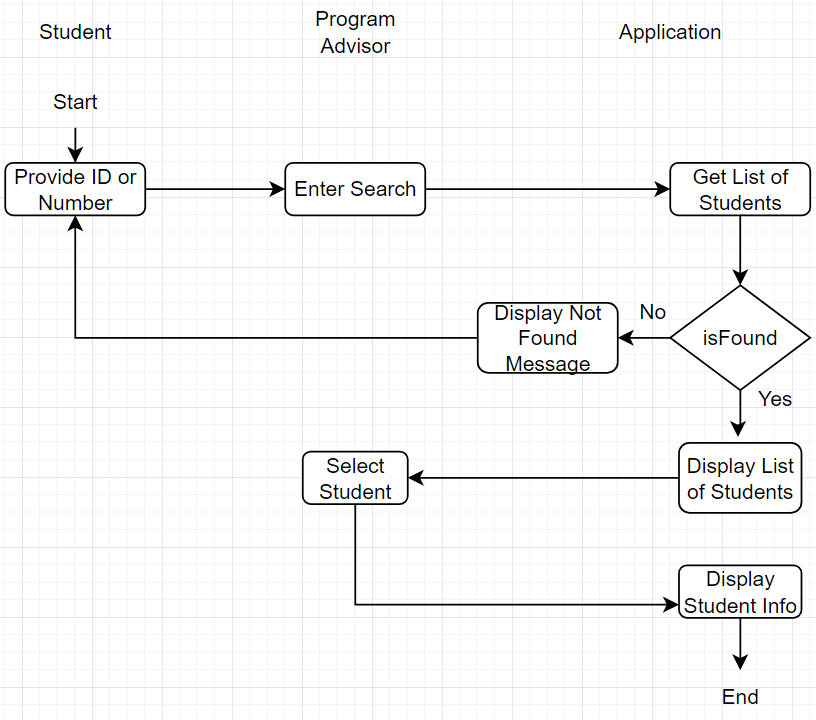 Student
Program
Advisor
Application
Start
Provide ID or
Number
Enter Search
Get List of
Students
Display Not
Found
Message
No
isFound
Yes
Select
Student
Display List
of Students
Display
Student Info
End